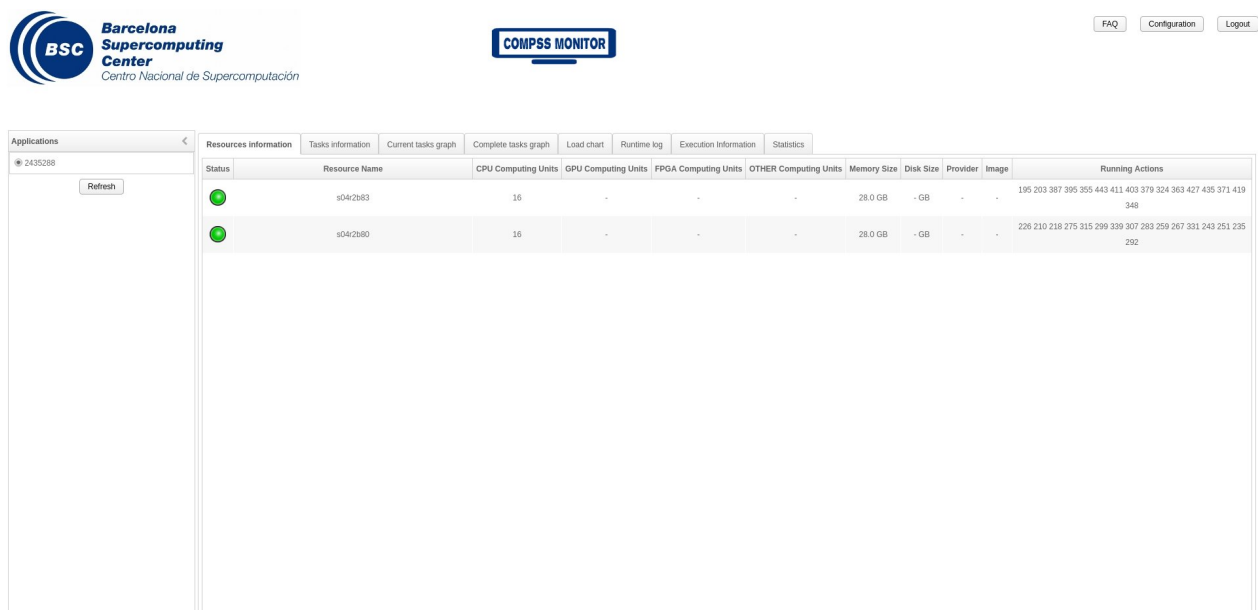 BSC
Barcelona
Supercomputing
Center
Centro Nacional de Supercomputación
COMPSS MONITOR
FAQ Configuration Logout
Applications
2435288
Refresh
Resources information Tasks information Current tasks graph Complete tasks graph Load chart Runtime log Execution Information Statistics
Status Resource Name CPU Computing Units GPU Computing Units FPGA Computing Units OTHER Computing Units Memory Size Disk Size Provider Image Running Actions
s04r2b83 16 - - - 28.0 GB - GB - - 195 203 387 395 355 443 411 403 379 324 363 427 435 371 419
348
s04r2b80 16 - - - 28.0 GB - GB - - 226 210 218 275 315 299 339 307 283 259 267 331 243 251 235
292